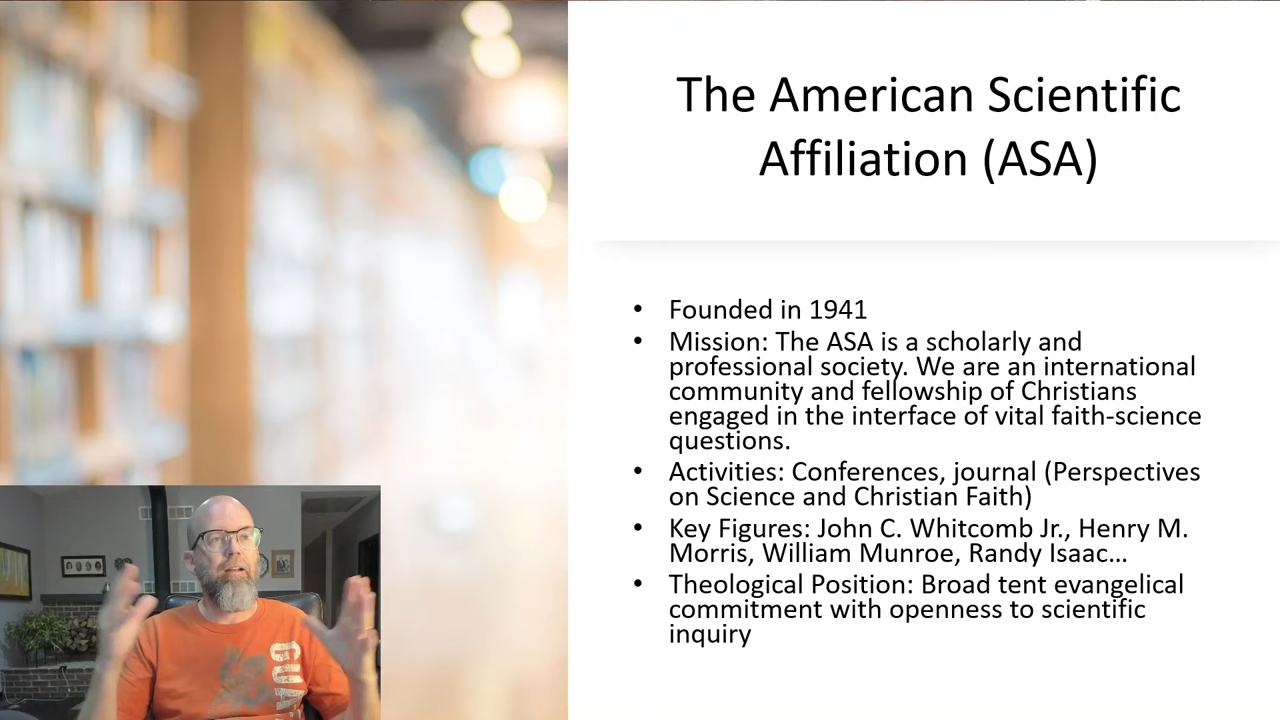 The American Scientific
Affiliation (ASA)
• Founded in 1941
• Mission: The ASA is a scholarly and
professional society. We are an international
community and fellowship of Christians
engaged in the interface of vital faith-science
questions.
• Activities: Conferences, journal (Perspectives
on Science and Christian Faith)
• Key Figures: John C. Whitcomb Jr., Henry M.
Morris, William Munroe, Randy Isaac…
• Theological Position: Broad tent evangelical
commitment with openness to scientific
inquiry